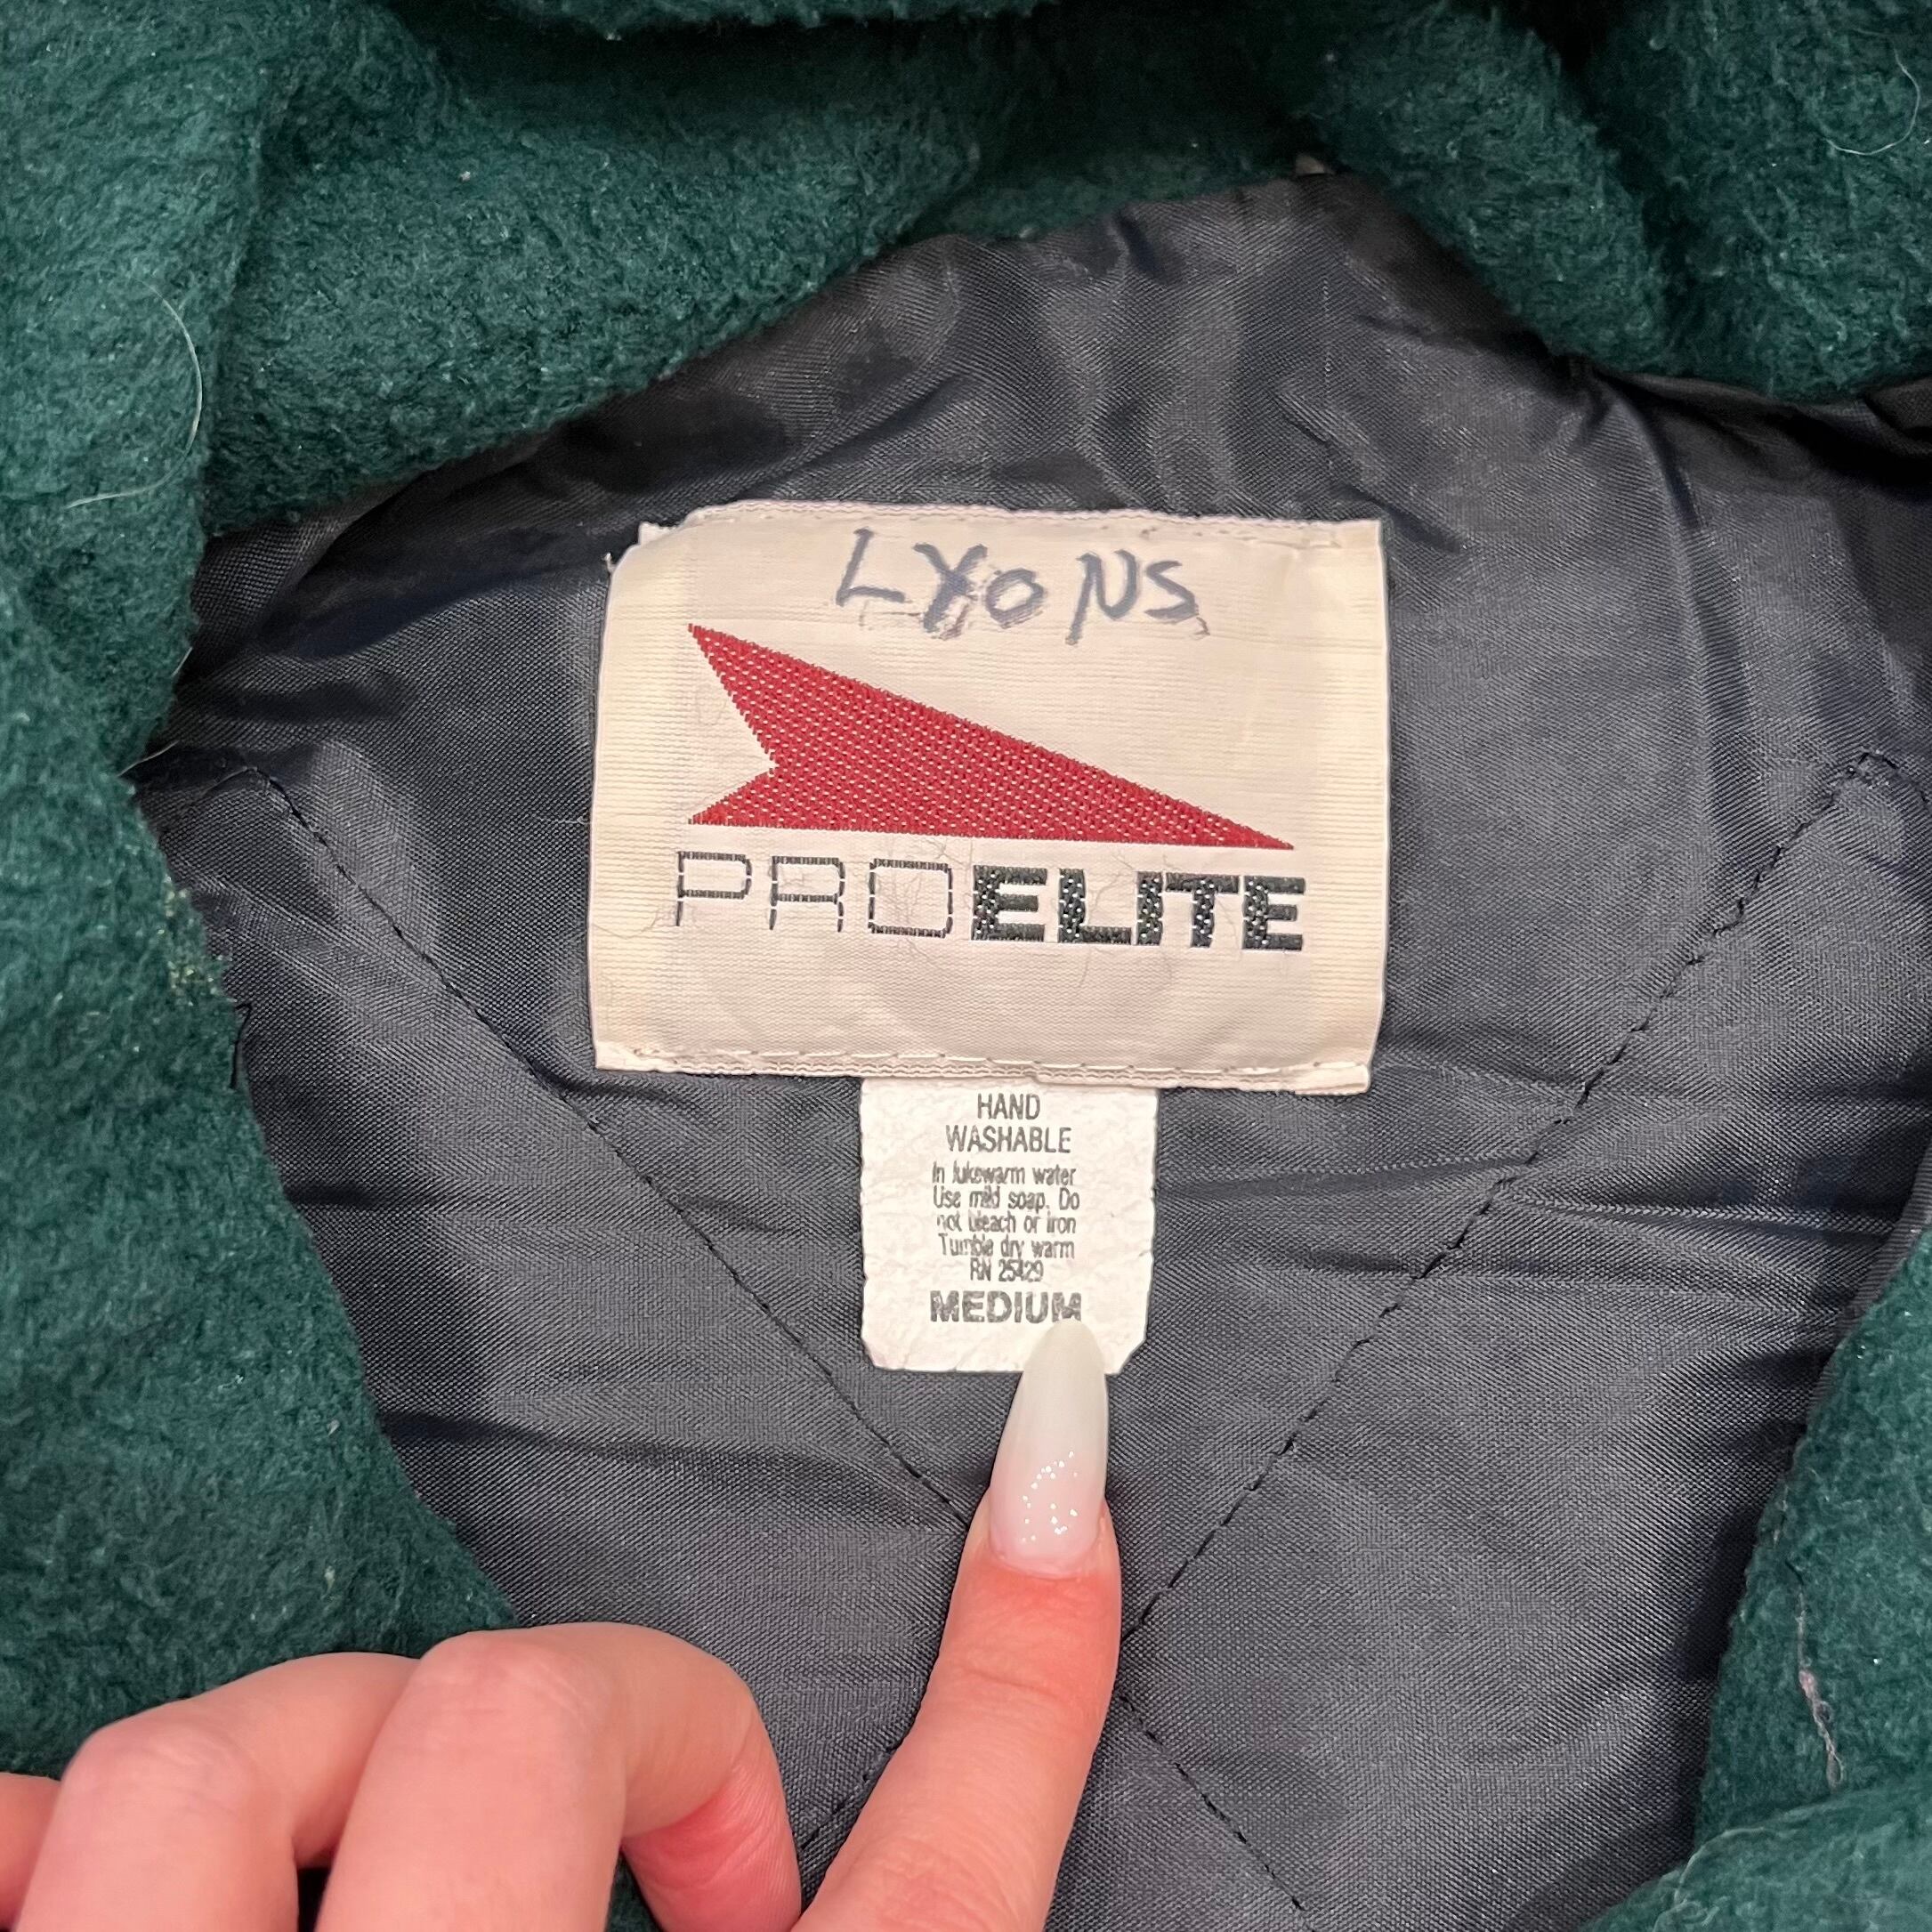 LYONS
PROELITE
HAND
WASHABLE
In lukewarm water
Use mild soap. Do
not bleach or iron
Tumble dry warm
RN 25429
MEDIUM